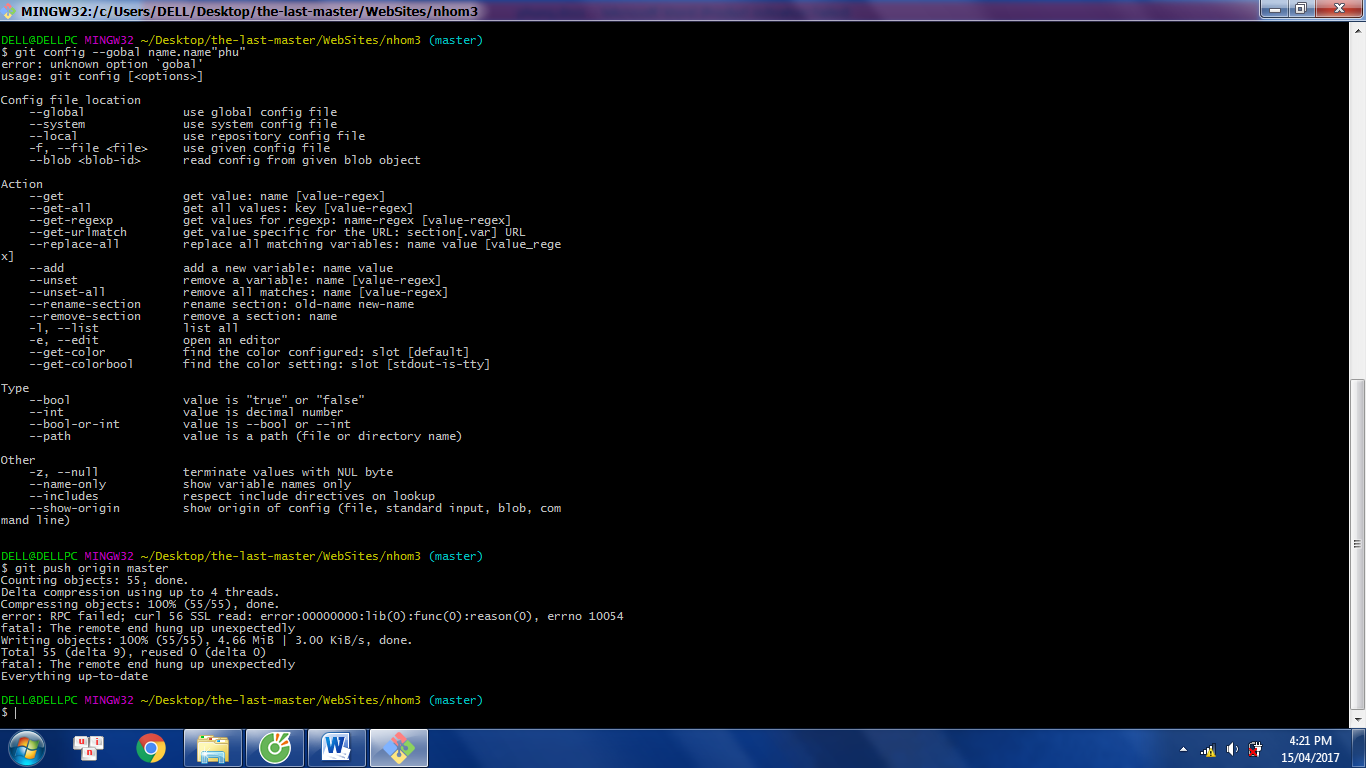 MINGW32:/c/Users/DELL/Desktop/the-last-master/WebSites/nhom3
DELL@DELLPC MINGW32 ~/Desktop/the-last-master/WebSites/nhom3 (master)
$ git config --gobal name.name"phu"
error: unknown option `gobal'
usage: git config [<options>]
Config file location
--global use global config file
--system use system config file
--local use repository config file
-f, --file <file> use given config file
--blob <blob-id> read config from given blob object
Action
--get get value: name [value-regex]
--get-all get all values: key [value-regex]
--get-regexp get values for regexp: name-regex [value-regex]
--get-urlmatch get value specific for the URL: section[.var] URL
--replace-all replace all matching variables: name value [value_rege
x]
--add add a new variable: name value
--unset remove a variable: name [value-regex]
--unset-all remove all matches: name [value-regex]
--rename-section rename section: old-name new-name
--remove-section remove a section: name
-l, --list list all
-e, --edit open an editor
--get-color find the color configured: slot [default]
--get-colorbool find the color setting: slot [stdout-is-tty]
Type
--bool value is "true" or "false"
--int value is decimal number
--bool-or-int value is --bool or --int
--path value is a path (file or directory name)
Other
-z, --null terminate values with NUL byte
--name-only show variable names only
--includes respect include directives on lookup
--show-origin show origin of config (file, standard input, blob, com
mand line)
DELL@DELLPC MINGW32 ~/Desktop/the-last-master/WebSites/nhom3 (master)
$ git push origin master
Counting objects: 55, done.
Delta compression using up to 4 threads.
Compressing objects: 100% (55/55), done.
error: RPC failed; curl 56 SSL read: error:00000000:lib(0):func(0):reason(0), errno 10054
fatal: The remote end hung up unexpectedly
Writing objects: 100% (55/55), 4.66 MiB | 3.00 KiB/s, done.
Total 55 (delta 9), reused 0 (delta 0)
fatal: The remote end hung up unexpectedly
Everything up-to-date
DELL@DELLPC MINGW32 ~/Desktop/the-last-master/WebSites/nhom3 (master)
$
u i n
W
4:21 PM
15/04/2017